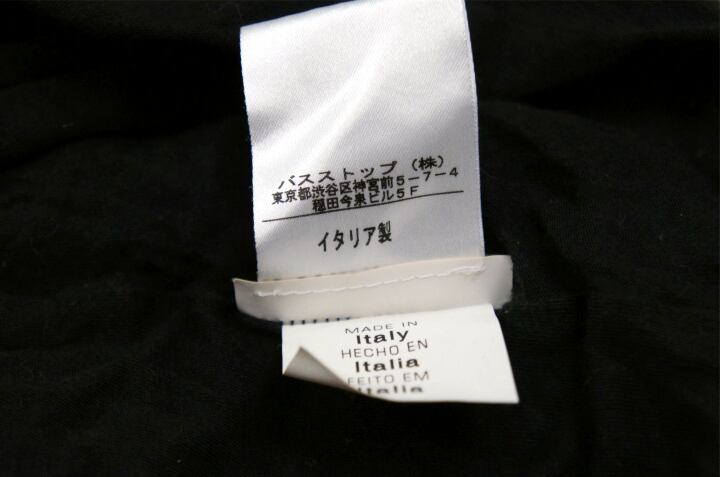 バスストップ（株）
東京都渋谷区神宮前5-7-4
穏田今泉ビル5F
イタリア製
MADE IN
Italy
HECHO EN
Italia
FEITO EM
Italia